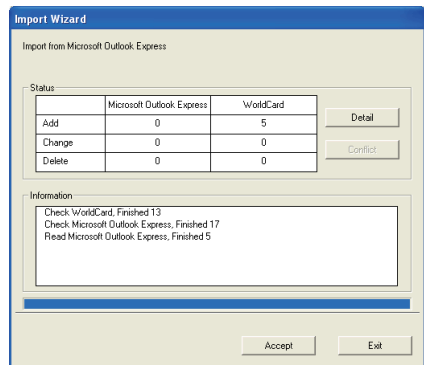 Import Wizard
Import from Microsoft Outlook Express
Status
Microsoft Outlook Express WorldCard
Add 0 5
Detail
Change 0 0
Conflict
Delete 0 0
Information
Check WorldCard, Finished 13
Check Microsoft Outlook Express, Finished 17
Read Microsoft Outlook Express, Finished 5
Accept Exit